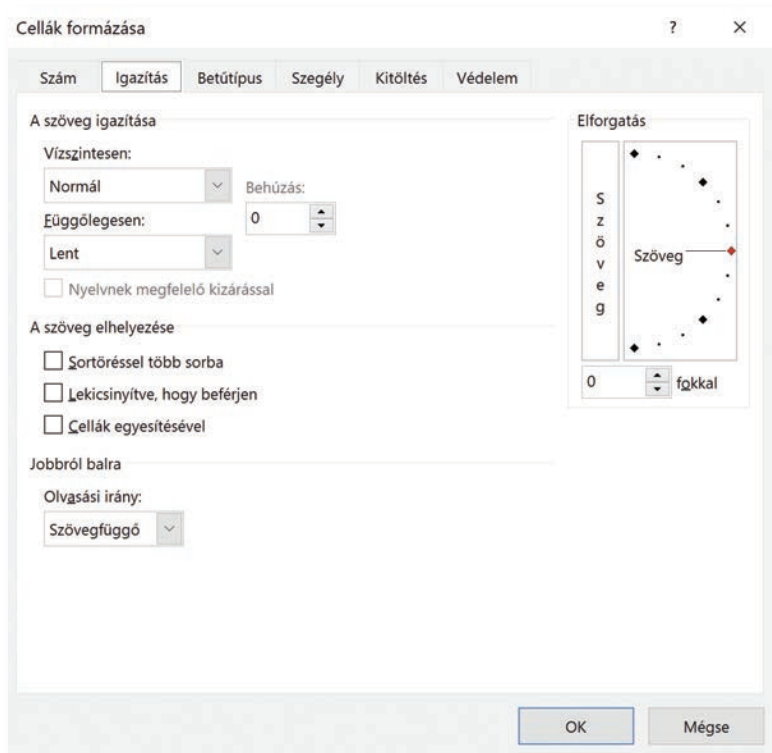 Cellák formázása ? ×
Szám Igazítás Betűtípus Szegély Kitöltés Védelem
A szöveg igazítása
Vízszintesen:
Normál
Behúzás:
0
Függőlegesen:
Lent
Nyelvnek megfelelő kizárással
A szöveg elhelyezése
Sortöréssel több sorba
Lekicsinyítve, hogy beférjen
Cellák egyesítésével
Jobbról balra
Olvasási irány:
Szövegfüggő
Elforgatás
S
z
ö
v
e
g
Szöveg
0 fokkal
OK Mégse